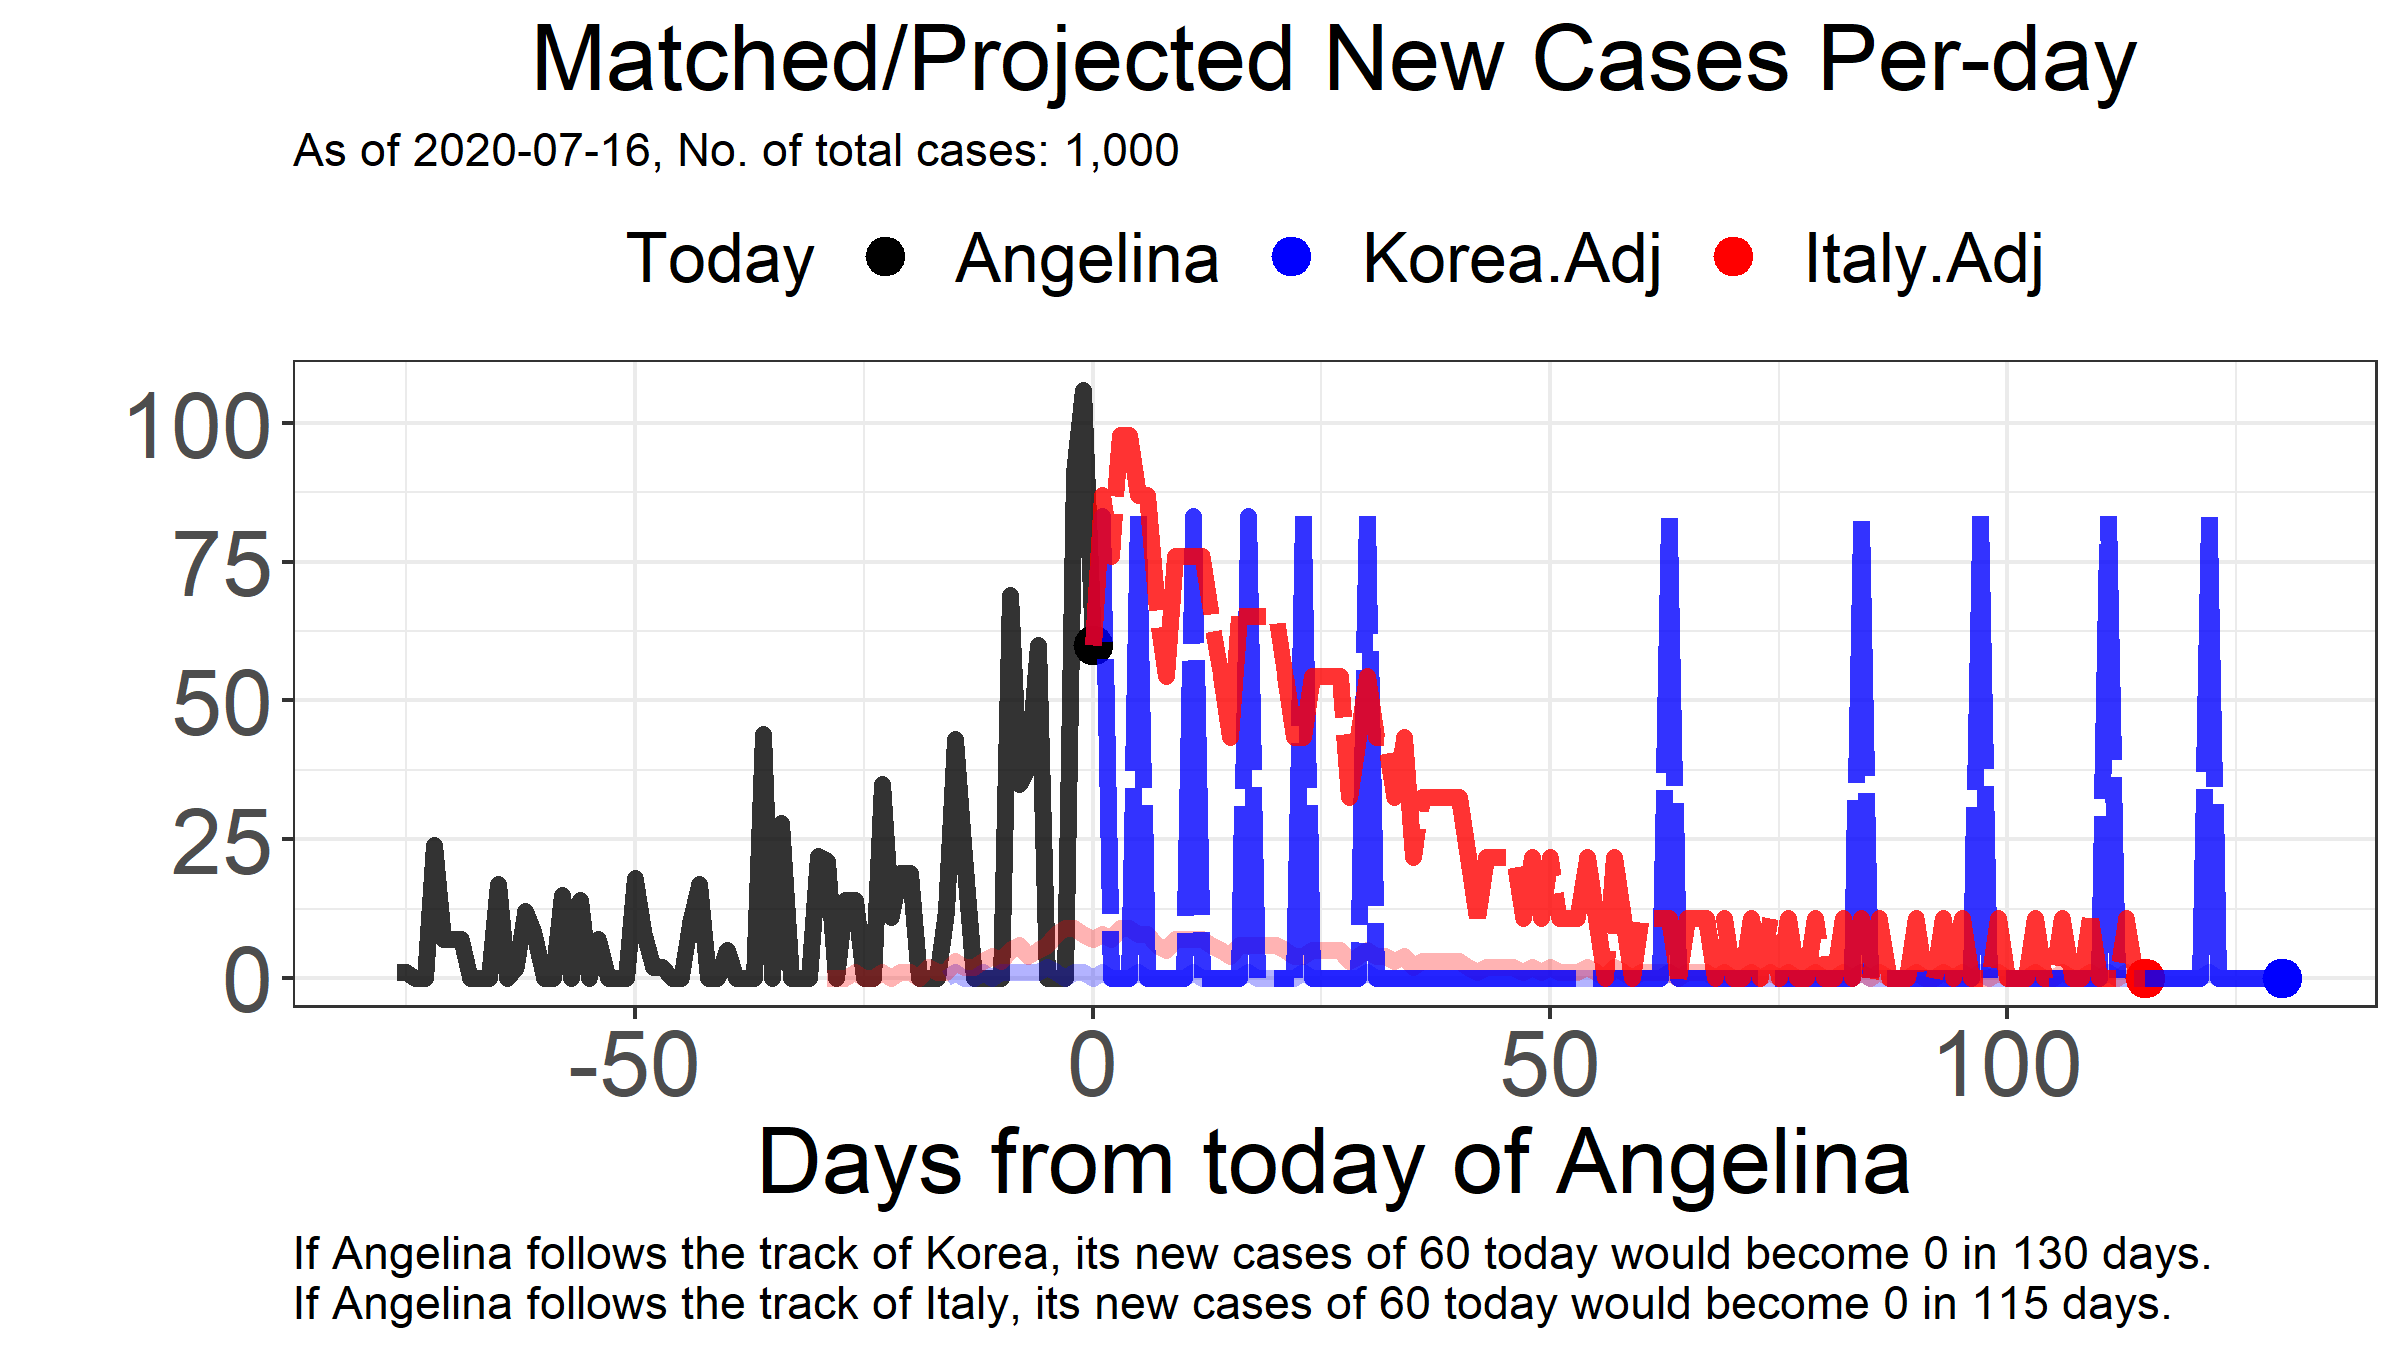 Matched/Projected New Cases Per-day
As of 2020-07-16, No. of total cases: 1,000
Today Angelina Korea.Adj Italy.Adj
100
75
50
25
0
-50 0 50 100
Days from today of Angelina
If Angelina follows the track of Korea, its new cases of 60 today would become 0 in 130 days.
If Angelina follows the track of Italy, its new cases of 60 today would become 0 in 115 days.